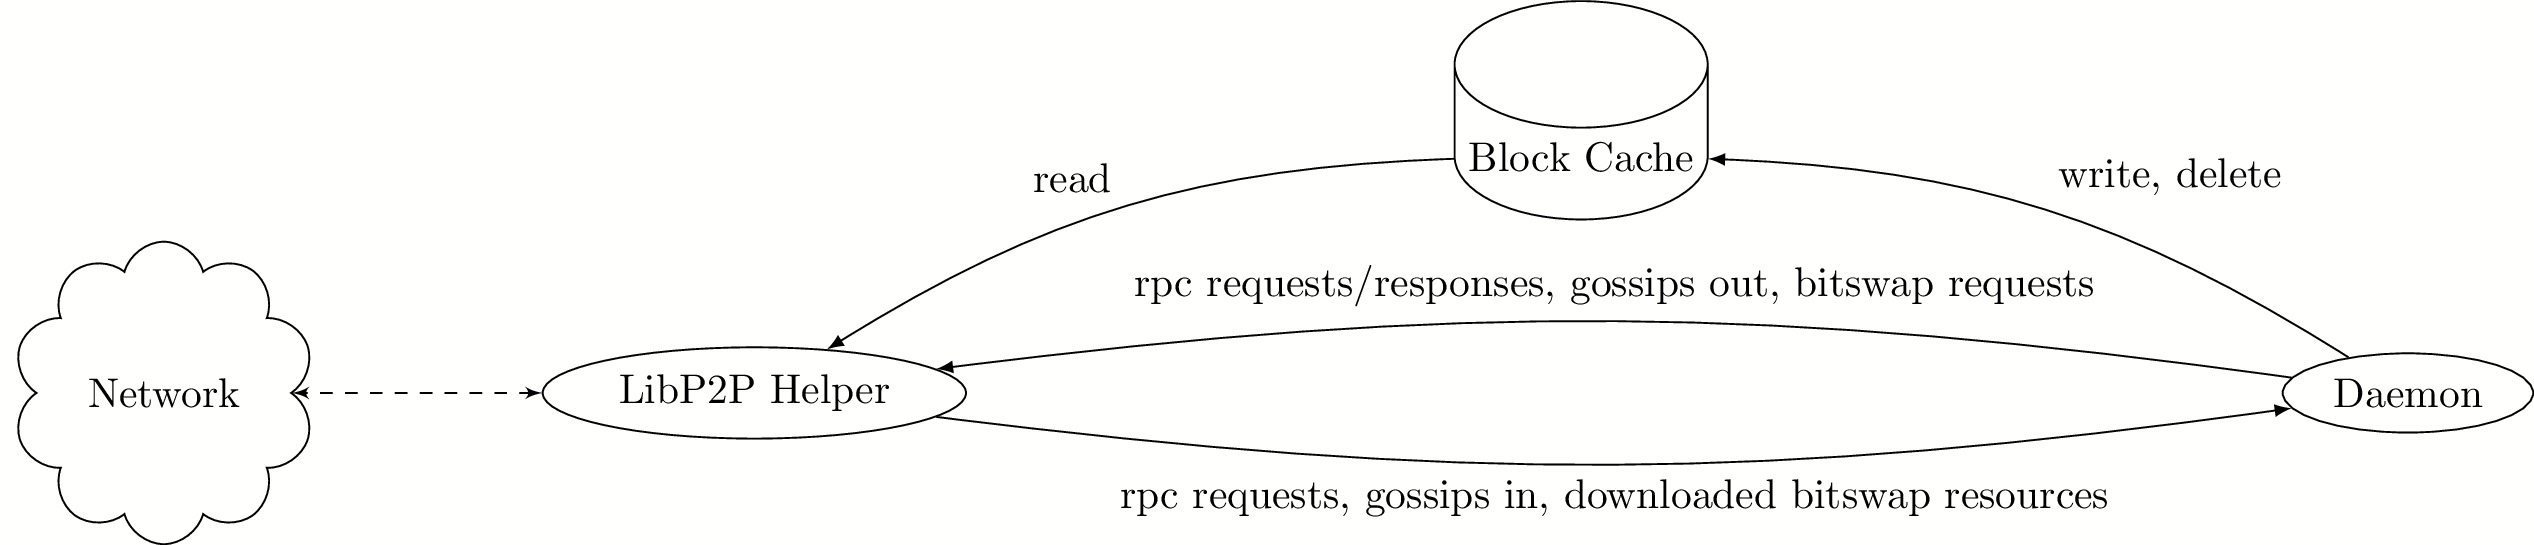 Block Cache
read
write, delete
rpc requests/responses, gossips out, bitswap requests
Network
LibP2P Helper
Daemon
rpc requests, gossips in, downloaded bitswap resources